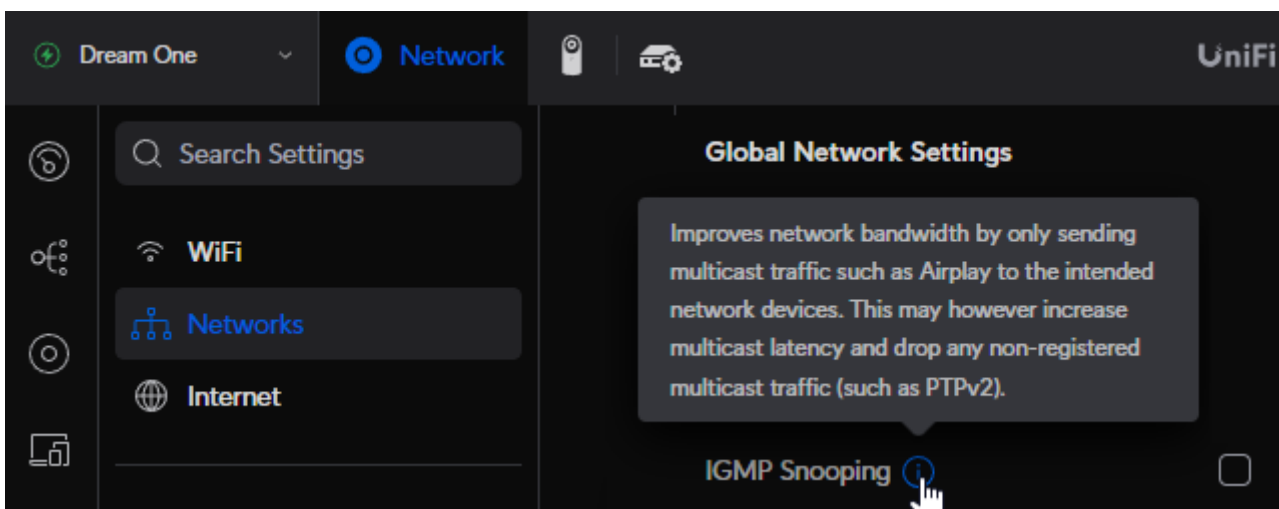 Dream One
Network
UniFi
Search Settings
WiFi
Networks
Internet
Global Network Settings
Improves network bandwidth by only sending
multicast traffic such as Airplay to the intended
network devices. This may however increase
multicast latency and drop any non-registered
multicast traffic (such as PTPv2).
IGMP Snooping